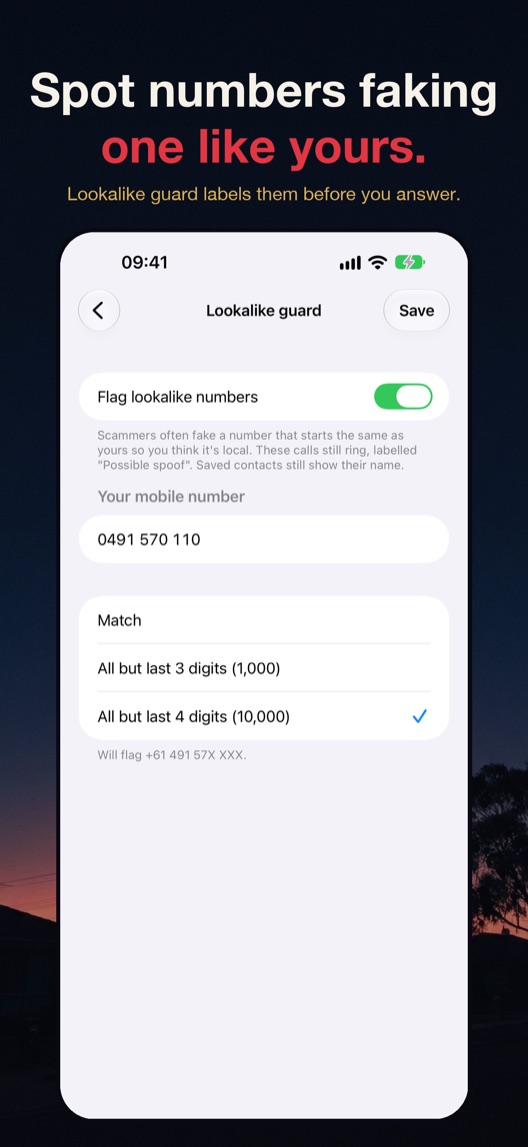 Spot numbers faking
one like yours.
Lookalike guard labels them before you answer.
09:41
Lookalike guard
Save
Flag lookalike numbers
Scammers often fake a number that starts the same as
yours so you think it's local. These calls still ring, labelled
"Possible spoof". Saved contacts still show their name.
Your mobile number
0491 570 110
Match
All but last 3 digits (1,000)
All but last 4 digits (10,000)
Will flag +61 491 57X XXX.